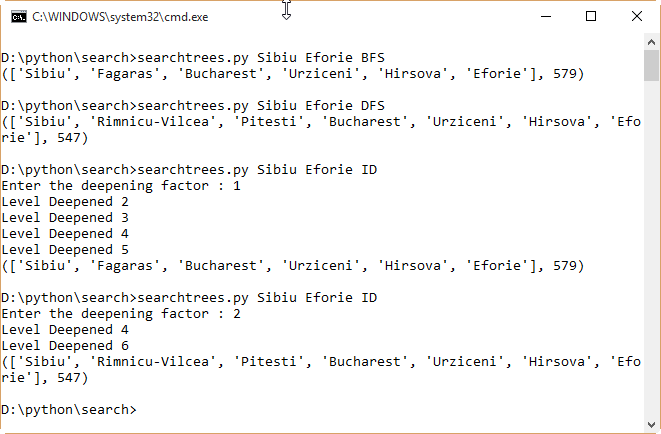 C:\WINDOWS\system32\cmd.exe
D:\python\search>searchtrees.py Sibiu Eforie BFS
(['Sibiu', 'Fagaras', 'Bucharest', 'Urziceni', 'Hirsova', 'Eforie'], 579)
D:\python\search>searchtrees.py Sibiu Eforie DFS
(['Sibiu', 'Rimnicu-Vilcea', 'Pitesti', 'Bucharest', 'Urziceni', 'Hirsova', 'Efo
rie'], 547)
D:\python\search>searchtrees.py Sibiu Eforie ID
Enter the deepening factor : 1
Level Deepened 2
Level Deepened 3
Level Deepened 4
Level Deepened 5
(['Sibiu', 'Fagaras', 'Bucharest', 'Urziceni', 'Hirsova', 'Eforie'], 579)
D:\python\search>searchtrees.py Sibiu Eforie ID
Enter the deepening factor : 2
Level Deepened 4
Level Deepened 6
(['Sibiu', 'Rimnicu-Vilcea', 'Pitesti', 'Bucharest', 'Urziceni', 'Hirsova', 'Efo
rie'], 547)
D:\python\search>